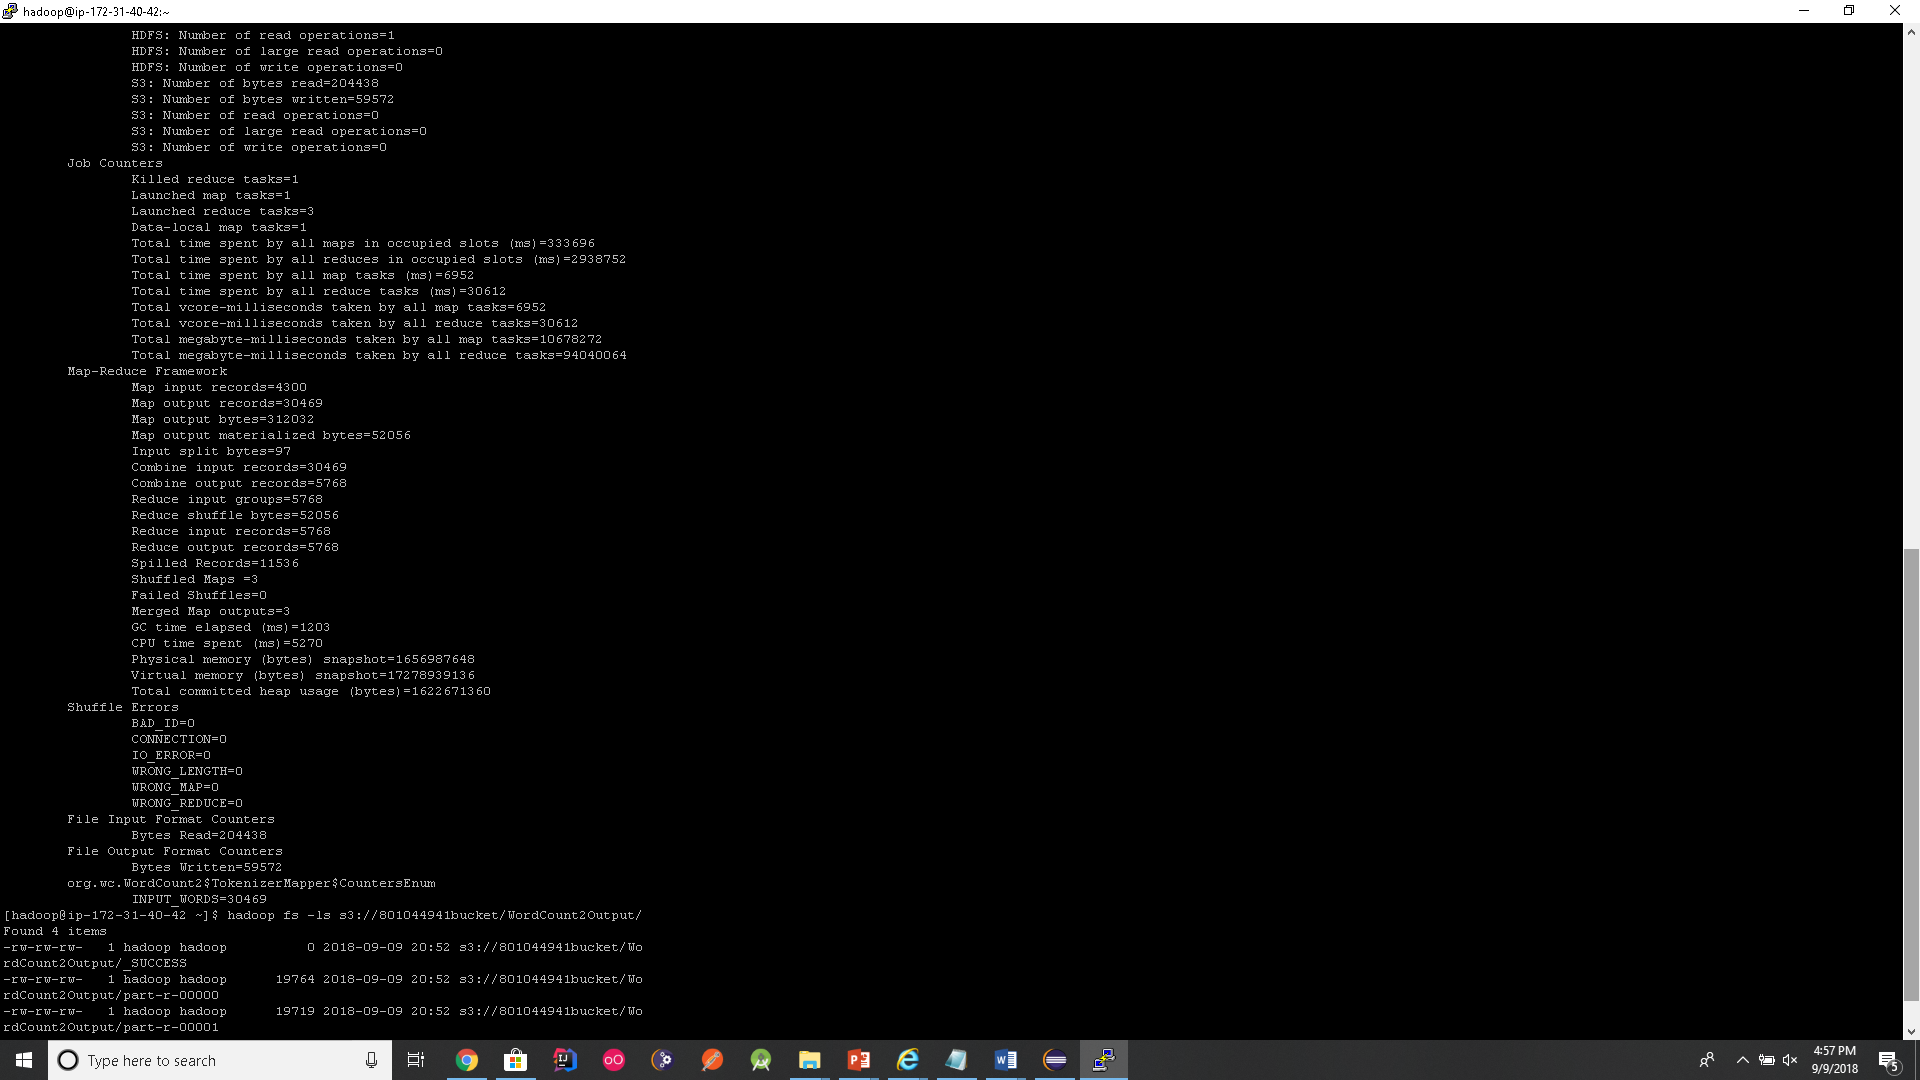 hadoop@ip-172-31-40-42:~
HDFS: Number of read operations=1
HDFS: Number of large read operations=0
HDFS: Number of write operations=0
S3: Number of bytes read=204438
S3: Number of bytes written=59572
S3: Number of read operations=0
S3: Number of large read operations=0
S3: Number of write operations=0
Job Counters
Killed reduce tasks=1
Launched map tasks=1
Launched reduce tasks=3
Data-local map tasks=1
Total time spent by all maps in occupied slots (ms)=333696
Total time spent by all reduces in occupied slots (ms)=2938752
Total time spent by all map tasks (ms)=6952
Total time spent by all reduce tasks (ms)=30612
Total vcore-milliseconds taken by all map tasks=6952
Total vcore-milliseconds taken by all reduce tasks=30612
Total megabyte-milliseconds taken by all map tasks=10678272
Total megabyte-milliseconds taken by all reduce tasks=94040064
Map-Reduce Framework
Map input records=4300
Map output records=30469
Map output bytes=312032
Map output materialized bytes=52056
Input split bytes=97
Combine input records=30469
Combine output records=5768
Reduce input groups=5768
Reduce shuffle bytes=52056
Reduce input records=5768
Reduce output records=5768
Spilled Records=11536
Shuffled Maps =3
Failed Shuffles=0
Merged Map outputs=3
GC time elapsed (ms)=1203
CPU time spent (ms)=5270
Physical memory (bytes) snapshot=1656987648
Virtual memory (bytes) snapshot=17278939136
Total committed heap usage (bytes)=1622671360
Shuffle Errors
BAD_ID=0
CONNECTION=0
IO_ERROR=0
WRONG_LENGTH=0
WRONG_MAP=0
WRONG_REDUCE=0
File Input Format Counters
Bytes Read=204438
File Output Format Counters
Bytes Written=59572
org.wc.WordCount2$TokenizerMapper$CountersEnum
INPUT_WORDS=30469
[hadoop@ip-172-31-40-42 ~]$ hadoop fs -ls s3://801044941bucket/WordCount2Output/
Found 4 items
-rw-rw-rw-   1 hadoop hadoop          0 2018-09-09 20:52 s3://801044941bucket/Wo
rdCount2Output/_SUCCESS
-rw-rw-rw-   1 hadoop hadoop      19764 2018-09-09 20:52 s3://801044941bucket/Wo
rdCount2Output/part-r-00000
-rw-rw-rw-   1 hadoop hadoop      19719 2018-09-09 20:52 s3://801044941bucket/Wo
rdCount2Output/part-r-00001
Type here to search
4:57 PM
9/9/2018
5